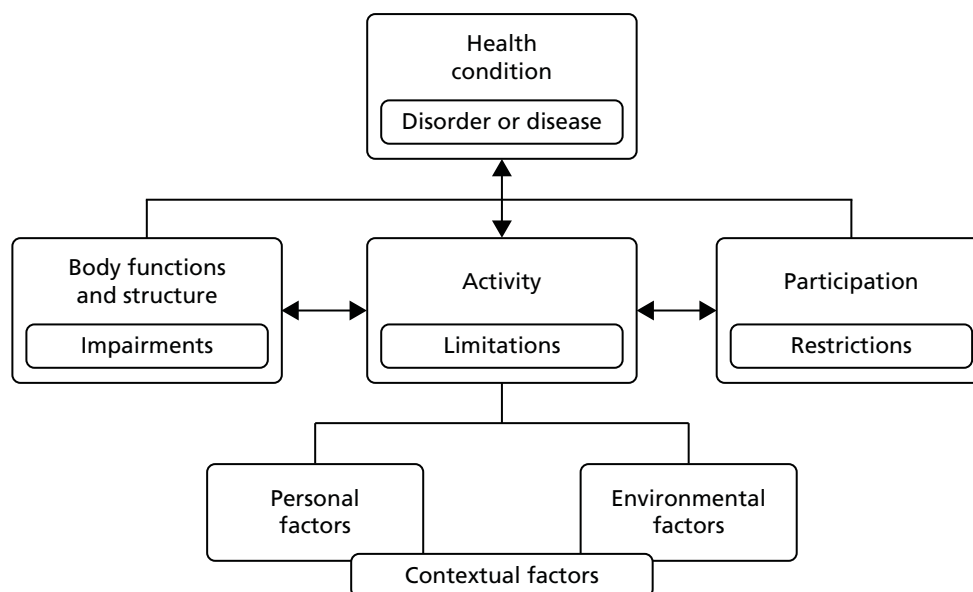 Health
condition
Disorder or disease
Body functions
and structure
Impairments
Activity
Limitations
Participation
Restrictions
Personal
factors
Environmental
factors
Contextual factors